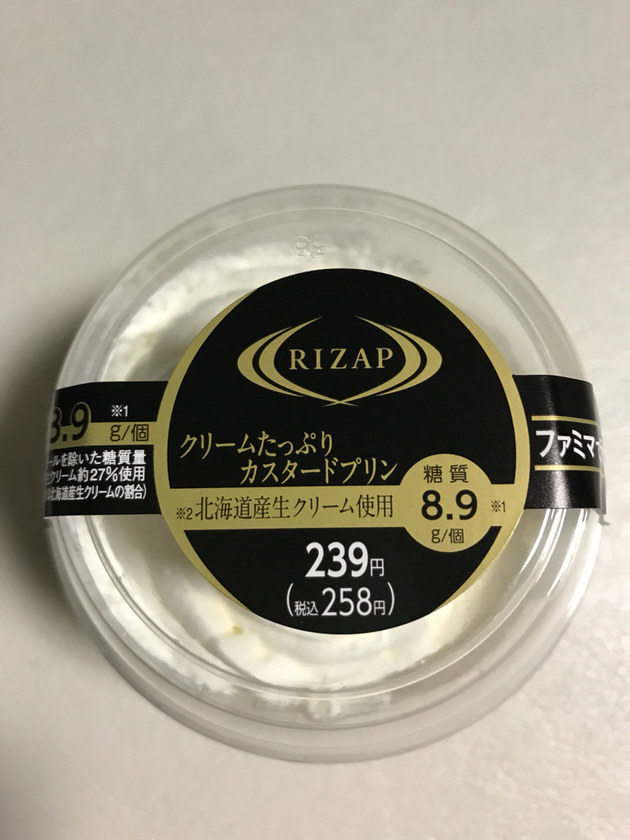 RIZAP
クリームたっぷり
カスタードプリン
※2北海道産生クリーム使用
糖質
8.9 ※1
g/個
239円
(税込258円)
※1
g/個
を除いた糖質量
クリーム約27%使用
北海道産生クリームの割合)
ファミマ